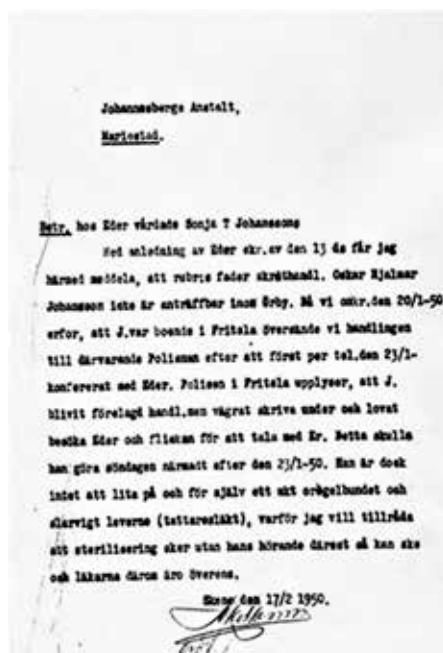 Johannesbergs Anstalt,
Mariestad.
Betr. hos Eder vårdade Sonja T Johanssons
Med anledning av Eder skr.av den 13 ds får jag
härmed meddela, att rubris fader skrothandl. Oskar Hjalmar
Johansson icke är anträffbar inom Örby. Då vi omkr.den 20/1-50
erfor, att J.var boende i Fritsla översände vi handlingen
till därvarande Polisman efter att först per tel.den 23/1-
konfererat med Eder. Polisen i Fritsla upplyser, att J.
blivit förelagd handl.men vägrat skriva under och lovat
besöka Eder och flickan för att tala med Er. Detta skulle
han göra söndagen närmast efter den 23/1-50. Han är dock
intet att lita på och för själv ett oregelbundet och
slarvigt leverne (tattaresläkt), varför jag vill tillråda
att sterilisering sker utan hans hörande därest så kan ske
och läkarna därom äro överens.
Skene den 17/2 1950.